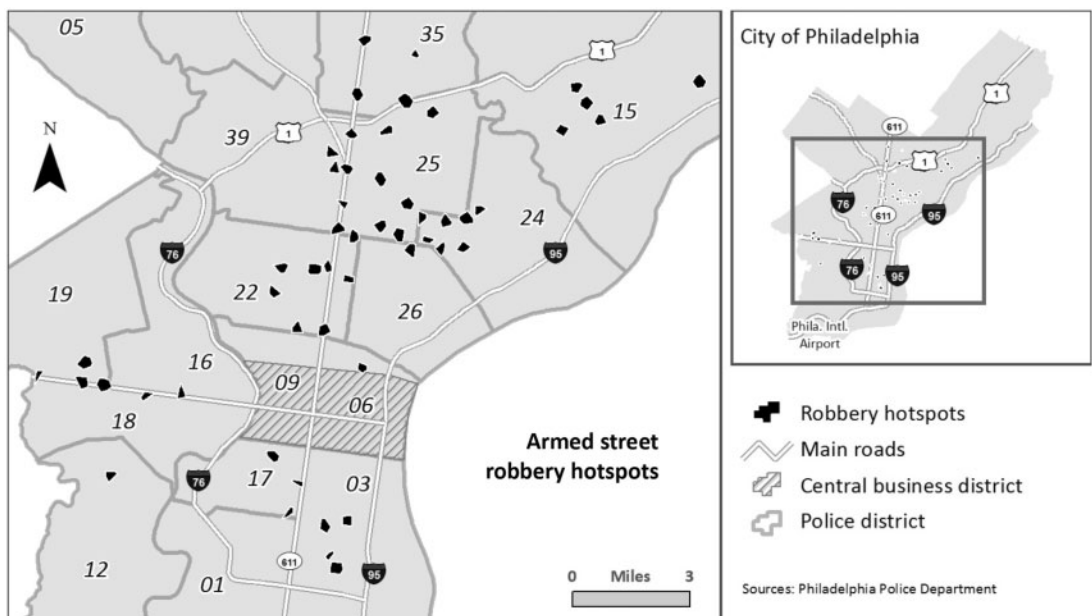 05
35
1
15
N
39
1
25
24
76
95
19
22
26
16
09
06
18
Armed street
robbery hotspots
17
03
76
12
611
95
01
0 Miles 3
City of Philadelphia
1
611
1
76
611
95
76
95
Phila. Intl.
Airport
Robbery hotspots
Main roads
Central business district
Police district
Sources: Philadelphia Police Department